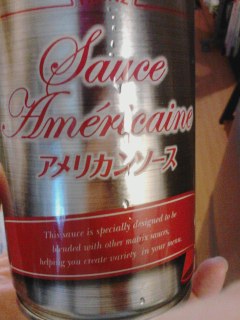 Sauce
Américaine
アメリカンソース
This sauce is specially designed to be
blended with other matrix sauces,
helping you create variety in your menu.